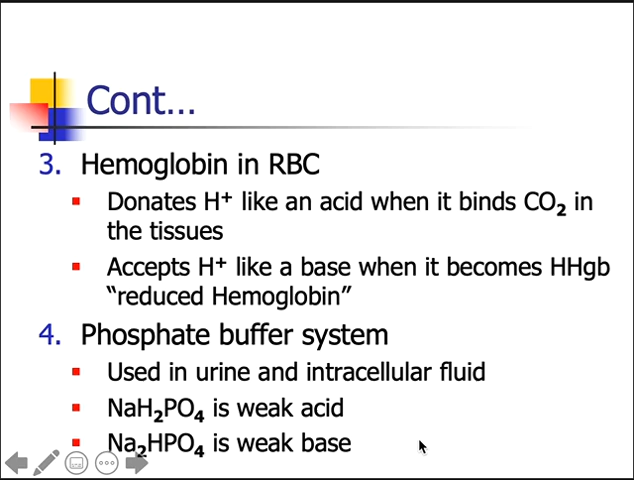 Cont...
3. Hemoglobin in RBC
▪ Donates H⁺ like an acid when it binds CO₂ in
the tissues
▪ Accepts H⁺ like a base when it becomes HHgb
“reduced Hemoglobin”
4. Phosphate buffer system
▪ Used in urine and intracellular fluid
▪ NaH₂PO₄ is weak acid
▪ Na₂HPO₄ is weak base